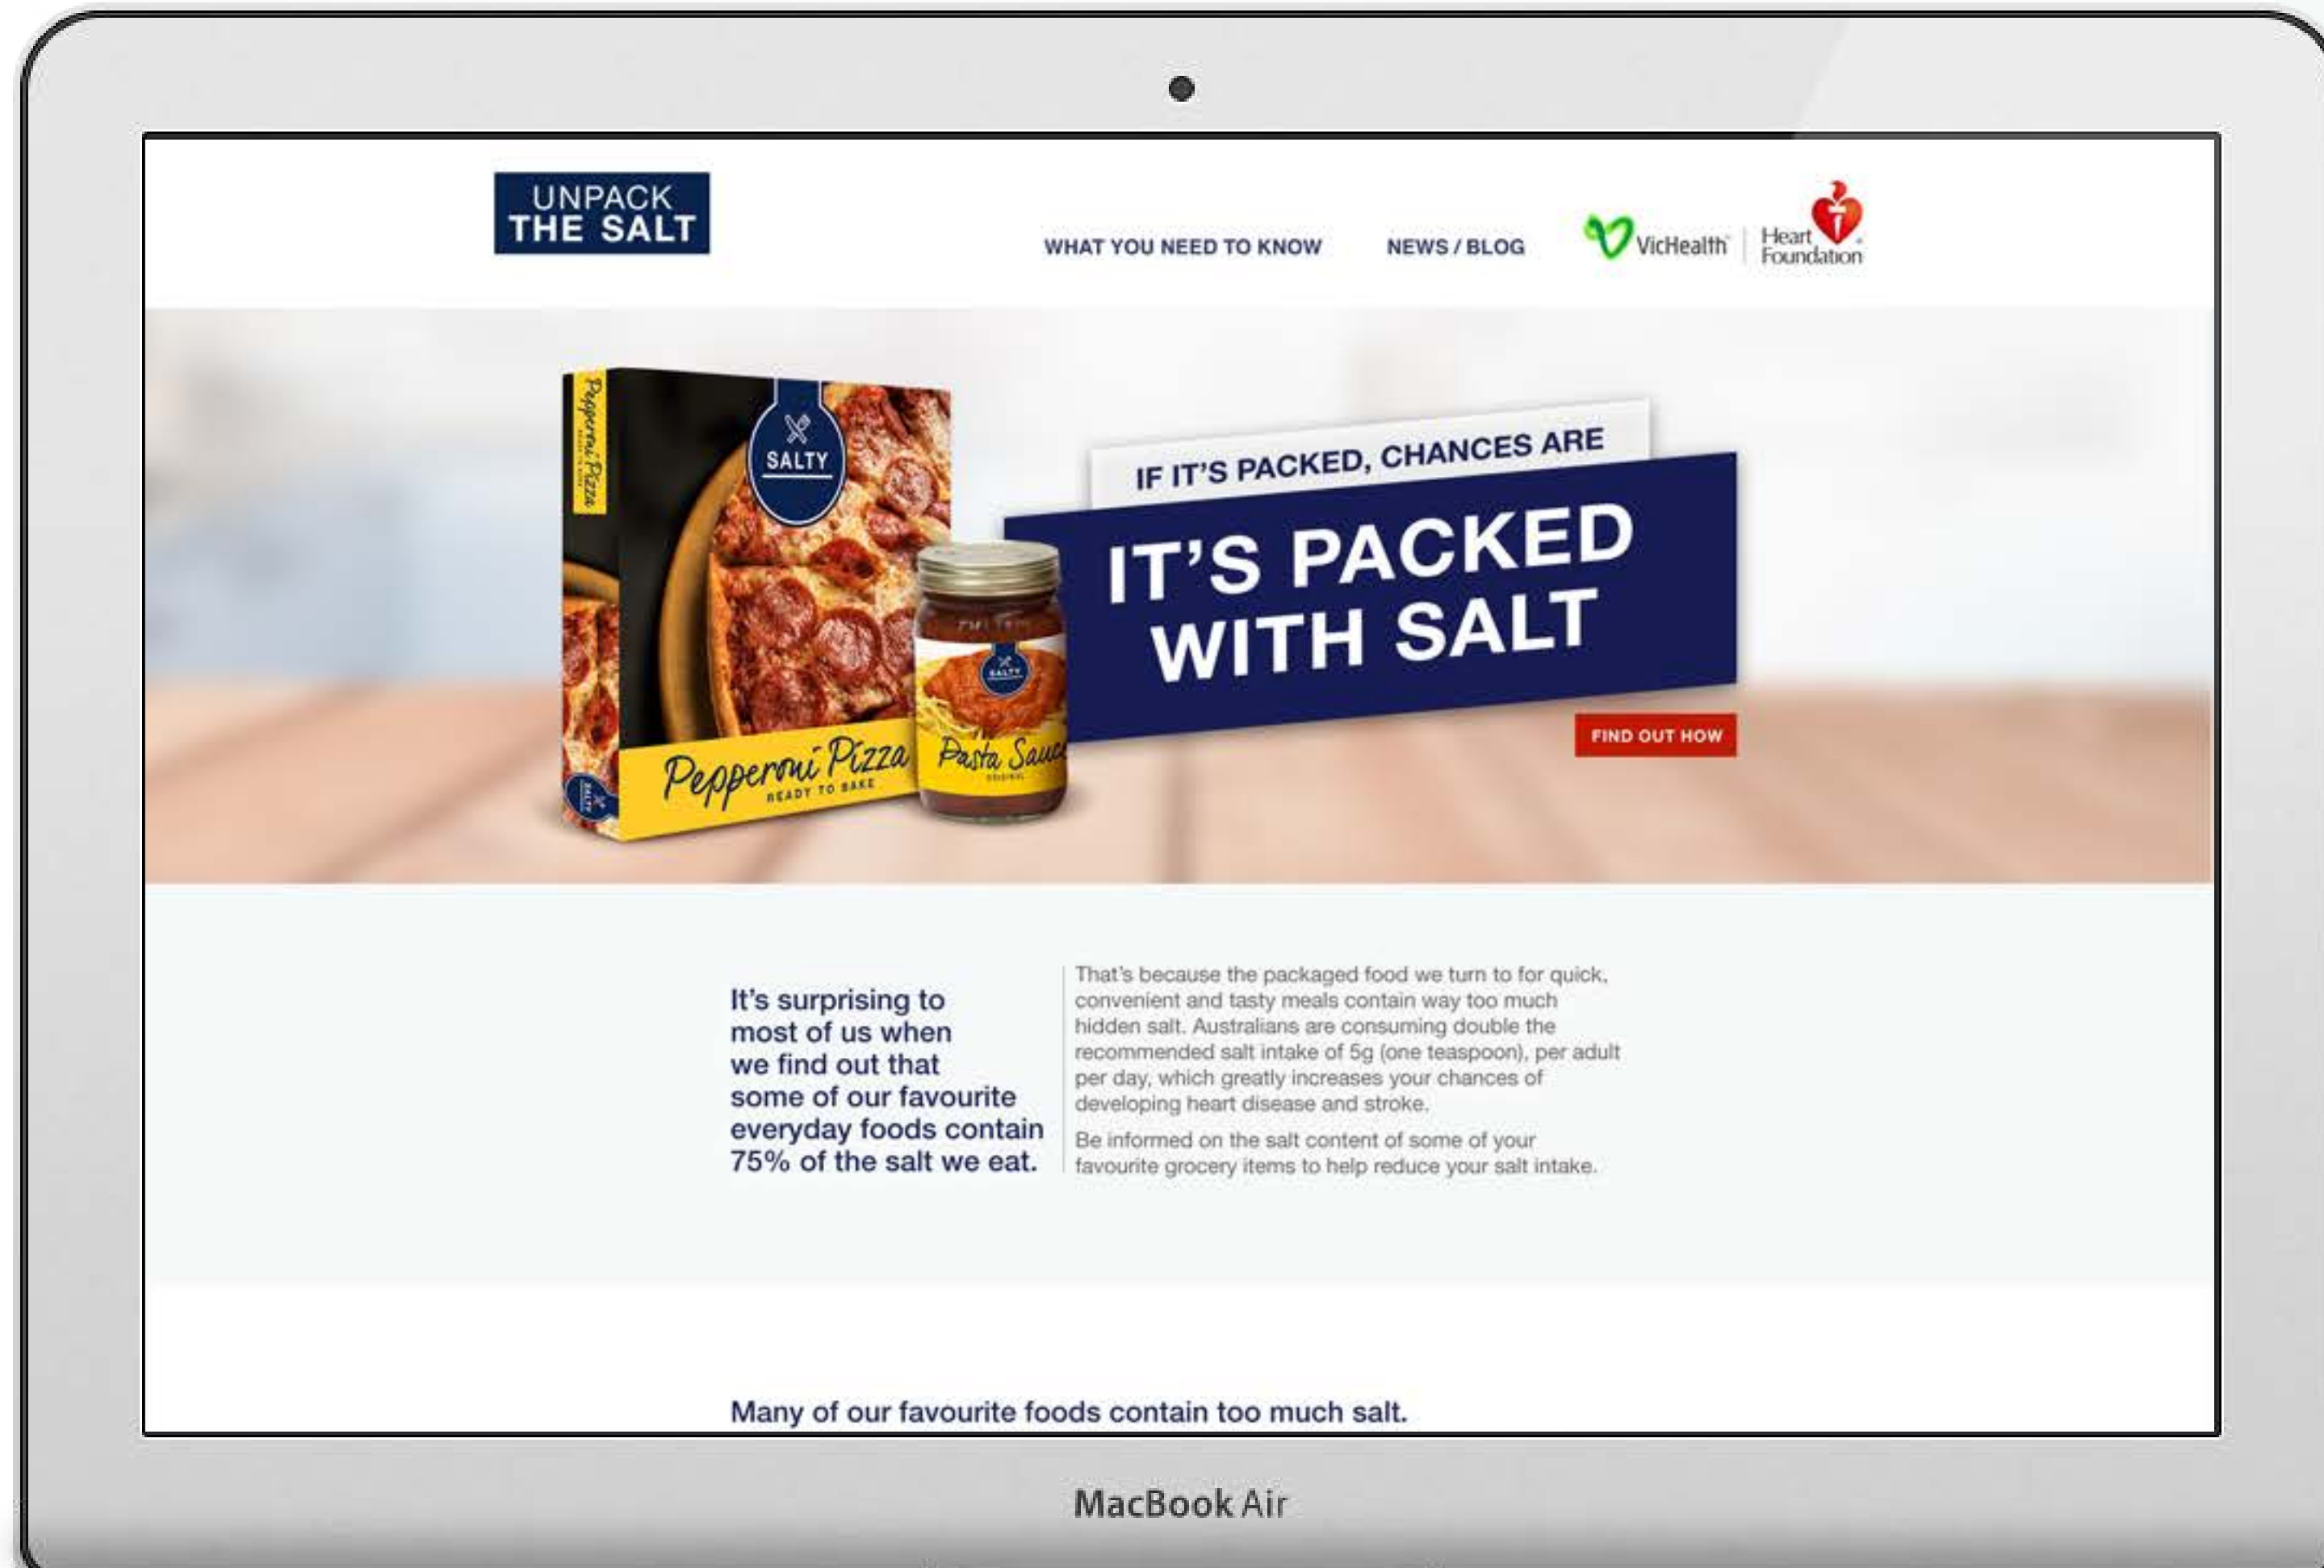 UNPACK
THE SALT
WHAT YOU NEED TO KNOW
NEWS / BLOG
VicHealth
Heart
Foundation
Pepperoni Pizza
SALTY
IF IT'S PACKED, CHANCES ARE
IT'S PACKED
WITH SALT
SALTY
Pepperoni Pizza
READY TO BAKE
Pasta Sauce
ORIGINAL
SALTY
FIND OUT HOW
It's surprising to
most of us when
we find out that
some of our favourite
everyday foods contain
75% of the salt we eat.
That's because the packaged food we turn to for quick,
convenient and tasty meals contain way too much
hidden salt. Australians are consuming double the
recommended salt intake of 5g (one teaspoon), per adult
per day, which greatly increases your chances of
developing heart disease and stroke.
Be informed on the salt content of some of your
favourite grocery items to help reduce your salt intake.
Many of our favourite foods contain too much salt.
MacBook Air